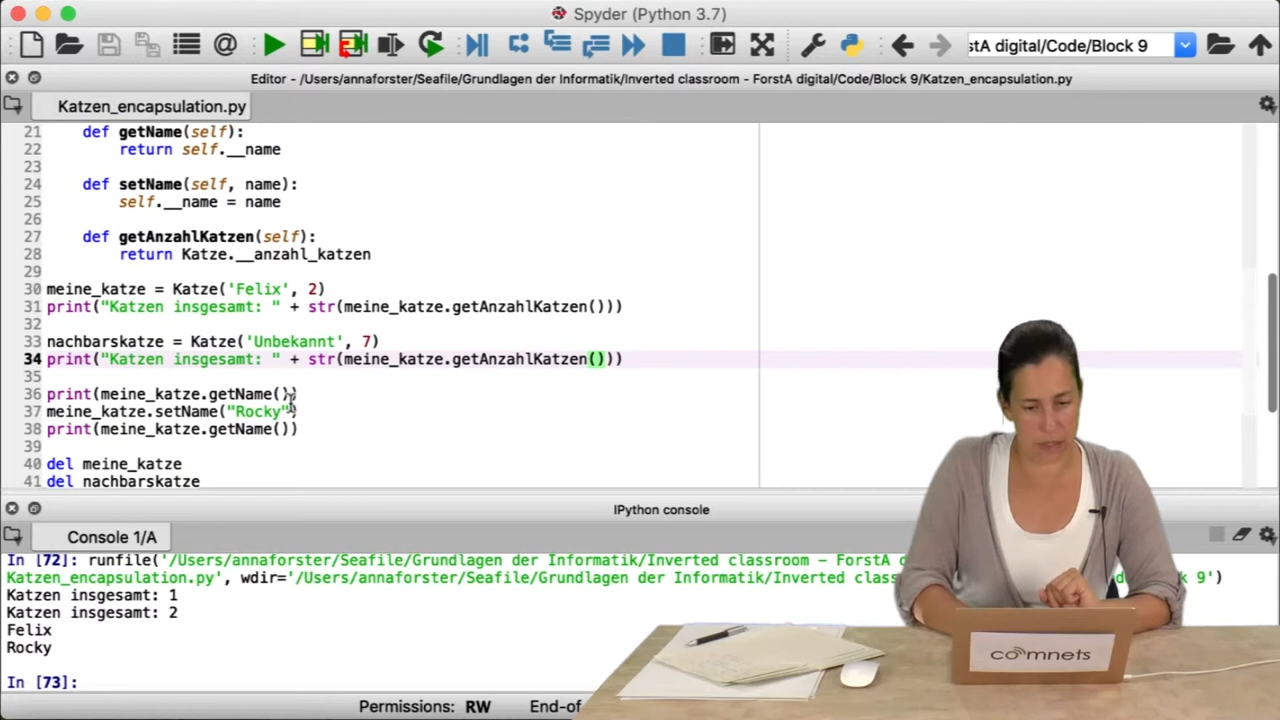 Spyder (Python 3.7)
stA digital/Code/Block 9
Editor - /Users/annaforster/Seafile/Grundlagen der Informatik/Inverted classroom – ForstA digital/Code/Block 9/Katzen_encapsulation.py
Katzen_encapsulation.py
21 def getName(self):
22 return self.__name
23
24 def setName(self, name):
25 self.__name = name
26
27 def getAnzahlKatzen(self):
28 return Katze.__anzahl_katzen
29
30 meine_katze = Katze('Felix', 2)
31 print("Katzen insgesamt: " + str(meine_katze.getAnzahlKatzen()))
32
33 nachbarskatze = Katze('Unbekannt', 7)
34 print("Katzen insgesamt: " + str(meine_katze.getAnzahlKatzen()))
35
36 print(meine_katze.getName())
37 meine_katze.setName("Rocky")
38 print(meine_katze.getName())
39
40 del meine_katze
41 del nachbarskatze
IPython console
Console 1/A
In [72]: runfile('/Users/annaforster/Seafile/Grundlagen der Informatik/Inverted classroom – ForstA d
Katzen_encapsulation.py', wdir='/Users/annaforster/Seafile/Grundlagen der Informatik/Inverted clas 9')
Katzen insgesamt: 1
Katzen insgesamt: 2
Felix
Rocky
In [73]:
comnets
Permissions: RW End-of